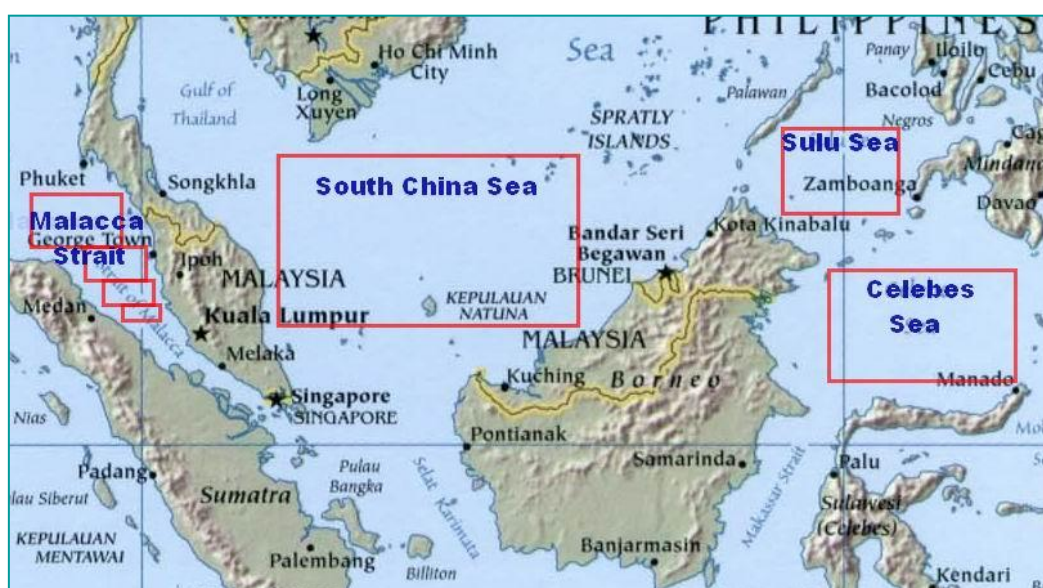 PHILIPPINES
Sea
Ho Chi Minh
City
Long
Xuyen
Gulf of
Thailand
Panay
Iloilo
Cebu
Bacolod
Negros
Palawan
SPRATLY
ISLANDS
Sulu Sea
Zamboanga
Cag
Mindana
Davao
Phuket
Songkhla
South China Sea
Malacca
Strait
George Town
Ipoh
MALAYSIA
Strait of Malacca
Medan
Kuala Lumpur
Melaka
Singapore
SINGAPORE
KEPULAUAN
NATUNA
Bandar Seri
Begawan
BRUNEI
Kota Kinabalu
MALAYSIA
Kuching
Borneo
Celebes
Sea
Manado
Nias
Padang
Sumatra
Pulau
Bangka
Pontianak
Selat Karimata
Samarinda
Makassar Strait
Palu
Sulawesi
(Celebes)
lau Siberut
KEPULAUAN
MENTAWAI
Palembang
Billiton
Banjarmasin
Kendari